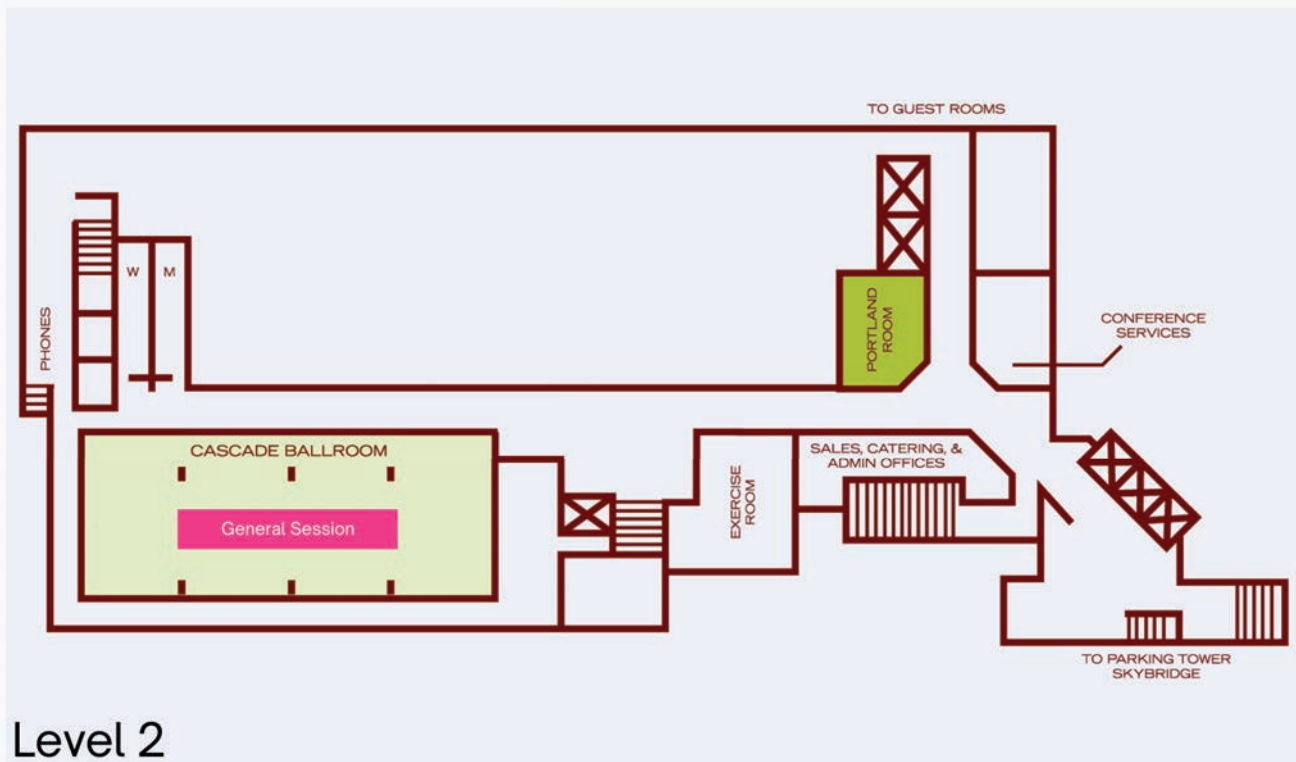 TO GUEST ROOMS
W
M
PHONES
PORTLAND
ROOM
CONFERENCE
SERVICES
CASCADE BALLROOM
General Session
EXERCISE
ROOM
SALES, CATERING, &
ADMIN OFFICES
TO PARKING TOWER
SKYBRIDGE
Level 2